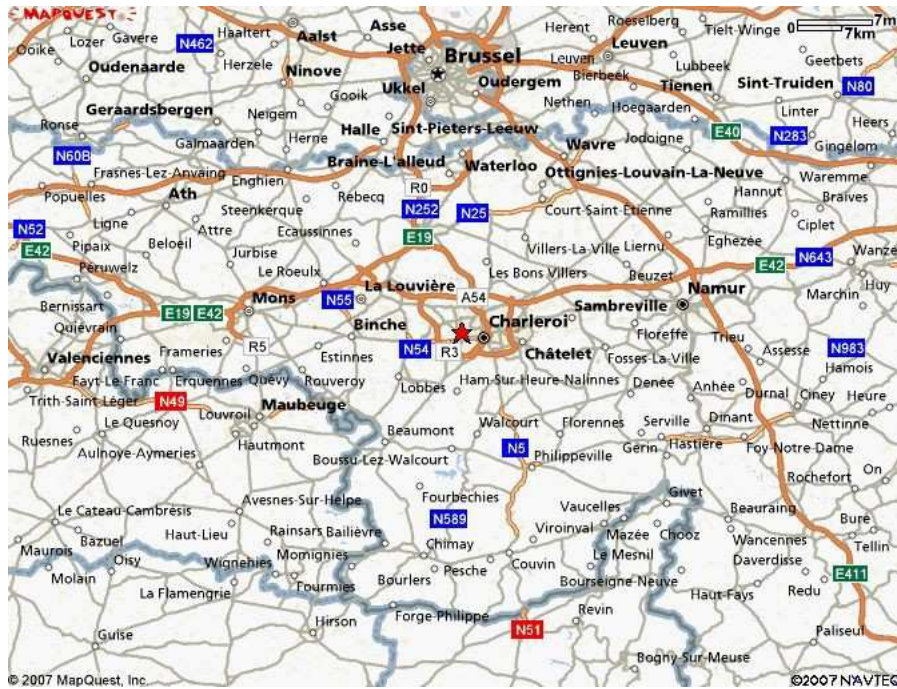 MAPQUEST
7mi
0
7km
Lozer
Gavere
N462
Haaltert
Aalst
Asse
Herent
Roeselberg
Tielt-Winge
Ooike
Jette
Brussel
Leuven
Leuven
Geetbets
Oudenaarde
Herzele
Ninove
Lubbeek
Bierbeek
Tienen
Sint-Truiden
N80
Ukkel
Oudergem
Gooik
Nethen
Hoegaarden
Linter
Geraardsbergen
Neigem
Halle
Sint-Pieters-Leeuw
Heers
Ronse
Galmaarden
Herne
Wavre
Jodoigne
E40
N283
Gingelom
N60B
Braine-L'alleud
Waterloo
Frasnes-Lez-Anvaing
Enghien
Ottignies-Louvain-La-Neuve
Waremme
Popuelles
Ath
Rebecq
R0
Hannut
Braives
Ligne
Steenkerque
N252
N25
Court-Saint-Étienne
Ramillies
Ciplet
N52
Attre
Ecaussinnes
E19
Pipaix
Beloeil
Villers-La-Ville
Liernu
Eghezée
N643
Wanze
E42
Jurbise
Péruwelz
Le Roeulx
Les Bons Villers
Beuzet
E42
Huy
La Louvière
Namur
Marchin
Bernissart
E19
E42
Mons
N55
A54
Sambreville
Quiévrain
Binche
Charleroi
Floreffe
Trieu
Frameries
R5
Estinnes
N54
R3
Châtelet
Fosses-La-Ville
Assesse
N983
Valenciennes
Hamois
Fayt-Le-Franc
Erquennes
Quévy
Rouveroy
Lobbes
Ham-Sur-Heure-Nalinnes
Denée
Anhée
Durnal
Trith-Saint-Léger
N49
Louvroil
Maubeuge
Ciney
Heure
Le Quesnoy
Beaumont
Walcourt
Florennes
Serville
Dinant
Nettinne
Ruesnes
Hautmont
N5
Gerin
Hastière
Foy-Notre-Dame
Aulnoye-Aymeries
Boussu-Lez-Walcourt
Philippeville
Rochefort
On
Avesnes-Sur-Helpe
Fourbechies
Givet
Le Cateau-Cambrésis
N589
Vaucelles
Beauraing
Haut-Lieu
Rainsars
Bailièvre
Viroinval
Mazée
Chooz
Buré
Bazuel
Wancennes
Tellin
Maurois
Oisy
Wignehies
Momignies
Chimay
Le Mesnil
Daverdisse
Molain
Fourmies
Bourlers
Pesche
Couvin
Bourseigne-Neuve
E411
La Flamengrie
Haut-Fays
Redu
Forge-Philippe
Revin
Guise
Hirson
N51
Paliseul
Bogny-Sur-Meuse
© 2007 MapQuest, Inc.
©2007 NAVTEQ